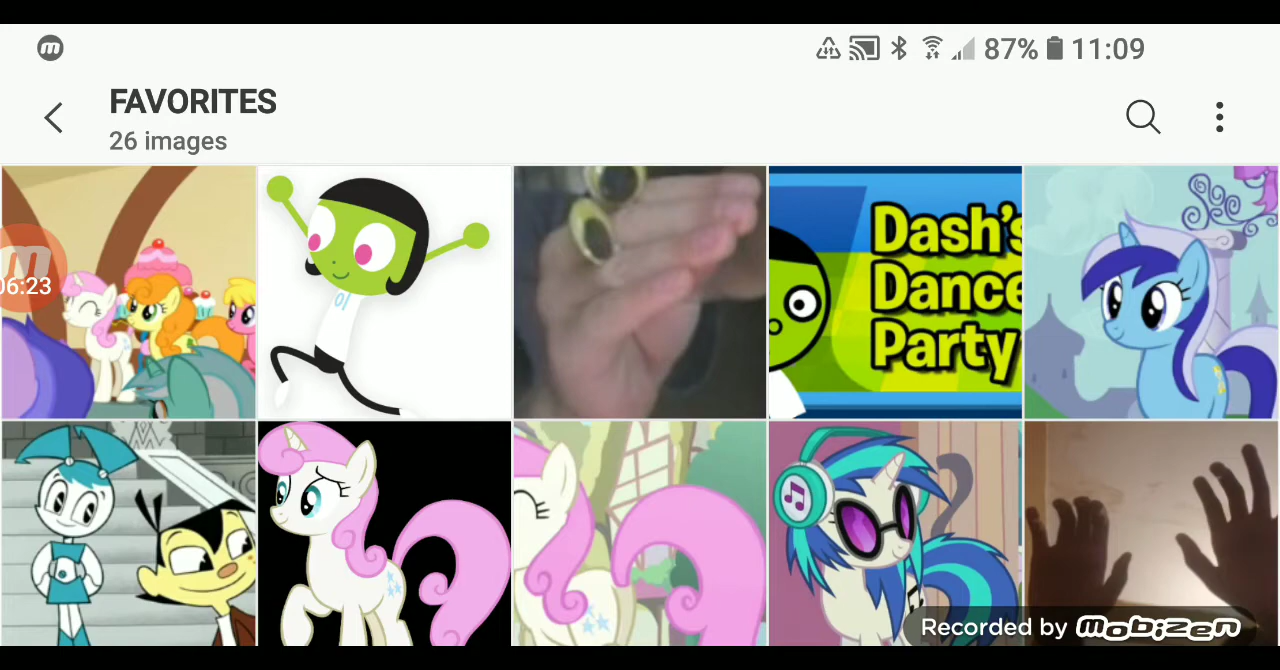 m
87% 11:09
FAVORITES
26 images
06:23
Dash's
Dance
Party
Recorded by mobizen